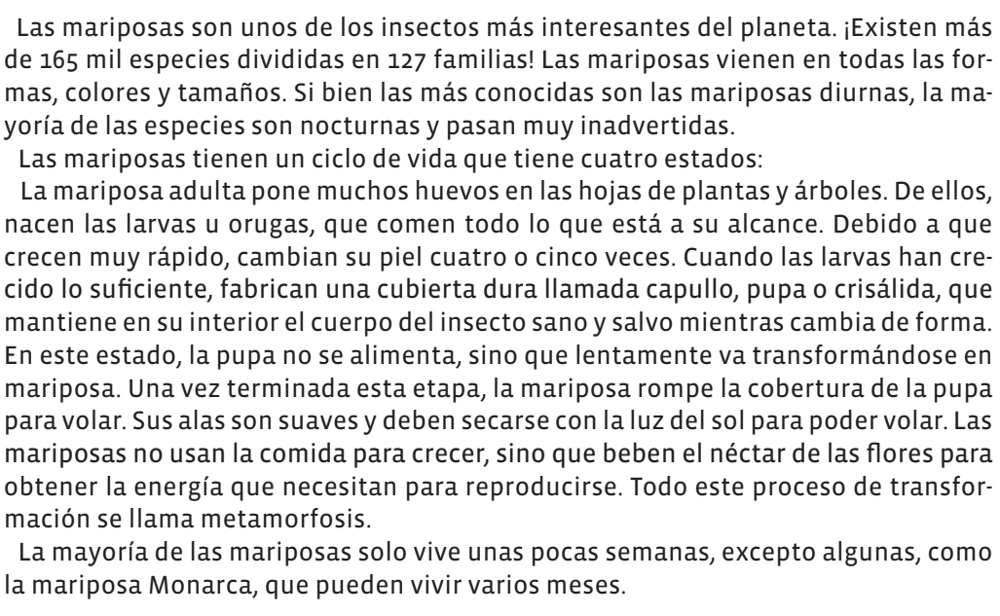 Las mariposas son unos de los insectos más interesantes del planeta. ¡Existen más
de 165 mil especies divididas en 127 familias! Las mariposas vienen en todas las for-
mas, colores y tamaños. Si bien las más conocidas son las mariposas diurnas, la ma-
yoría de las especies son nocturnas y pasan muy inadvertidas.
Las mariposas tienen un ciclo de vida que tiene cuatro estados:
La mariposa adulta pone muchos huevos en las hojas de plantas y árboles. De ellos,
nacen las larvas u orugas, que comen todo lo que está a su alcance. Debido a que
crecen muy rápido, cambian su piel cuatro o cinco veces. Cuando las larvas han cre-
cido lo suficiente, fabrican una cubierta dura llamada capullo, pupa o crisálida, que
mantiene en su interior el cuerpo del insecto sano y salvo mientras cambia de forma.
En este estado, la pupa no se alimenta, sino que lentamente va transformándose en
mariposa. Una vez terminada esta etapa, la mariposa rompe la cobertura de la pupa
para volar. Sus alas son suaves y deben secarse con la luz del sol para poder volar. Las
mariposas no usan la comida para crecer, sino que beben el néctar de las flores para
obtener la energía que necesitan para reproducirse. Todo este proceso de transfor-
mación se llama metamorfosis.
La mayoría de las mariposas solo vive unas pocas semanas, excepto algunas, como
la mariposa Monarca, que pueden vivir varios meses.